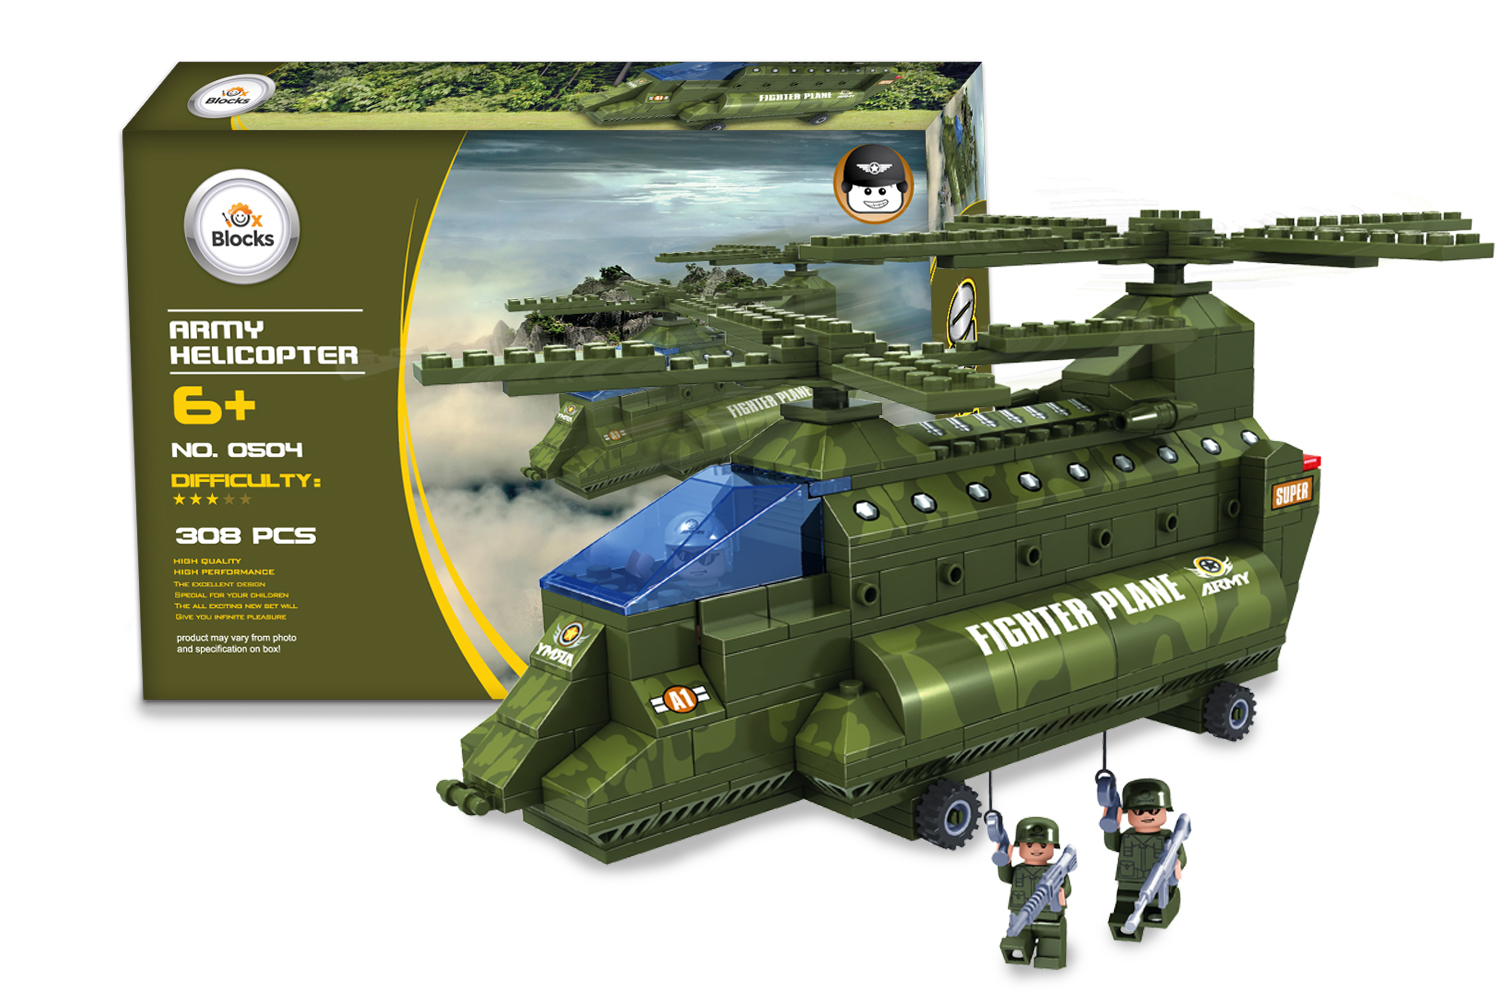 Blocks
FIGHTER PLANE
OX
Blocks
ARMY
HELICOPTER
6+
NO. 0504
DIFFICULTY:
308 PCS
HIGH QUALITY
HIGH PERFORMANCE
THE EXCELLENT DESIGN
SPECIAL FOR YOUR CHILDREN
THE ALL EXCITING NEW SET WILL
GIVE YOU INFINITE PLEASURE
product may vary from photo
and specification on box!
FIGHTER PLANE
SUPER
FIGHTER PLANE
ARMY
YMRA
A1